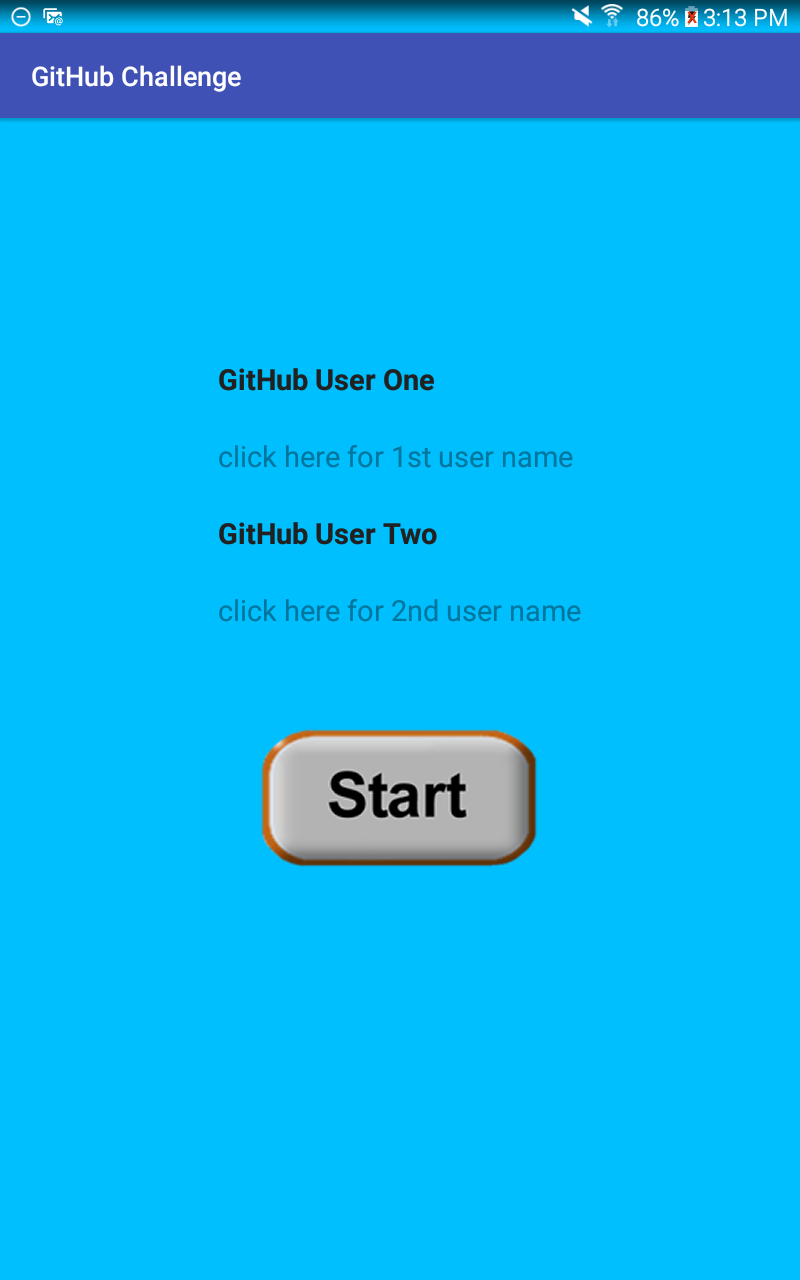 86% 3:13 PM
GitHub Challenge
GitHub User One
click here for 1st user name
GitHub User Two
click here for 2nd user name
Start